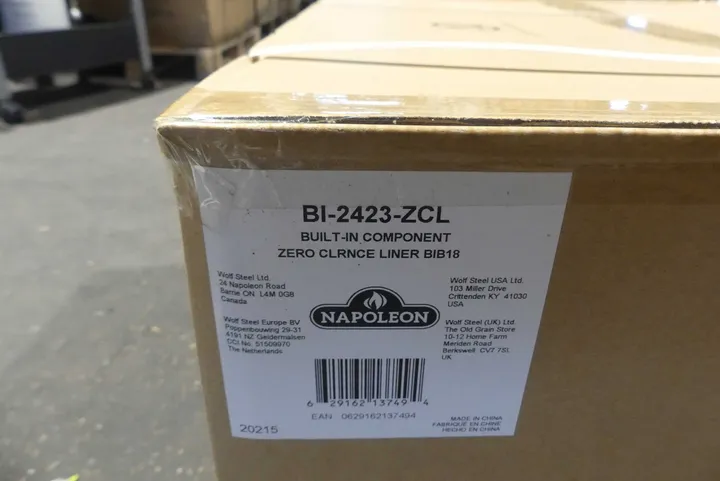 BI-2423-ZCL
BUILT-IN COMPONENT
ZERO CLRNCE LINER BIB18
Wolf Steel Ltd.
24 Napoleon Road
Barrie ON. L4M 0G8
Canada
Wolf Steel USA Ltd.
103 Miller Drive
Crittenden KY 41030
USA
NAPOLEON
Wolf Steel Europe BV
Poppenbouwing 29-31
4191 NZ Geldermalsen
CCI No. 51509970
The Netherlands
Wolf Steel (UK) Ltd.
The Old Grain Store
10-12 Home Farm
Meriden Road
Berkswell CV7 7SL
UK
6 29162 13749 4
EAN 0629162137494
20215
MADE IN CHINA
FABRIQUÉ EN CHINE
HECHO EN CHINA